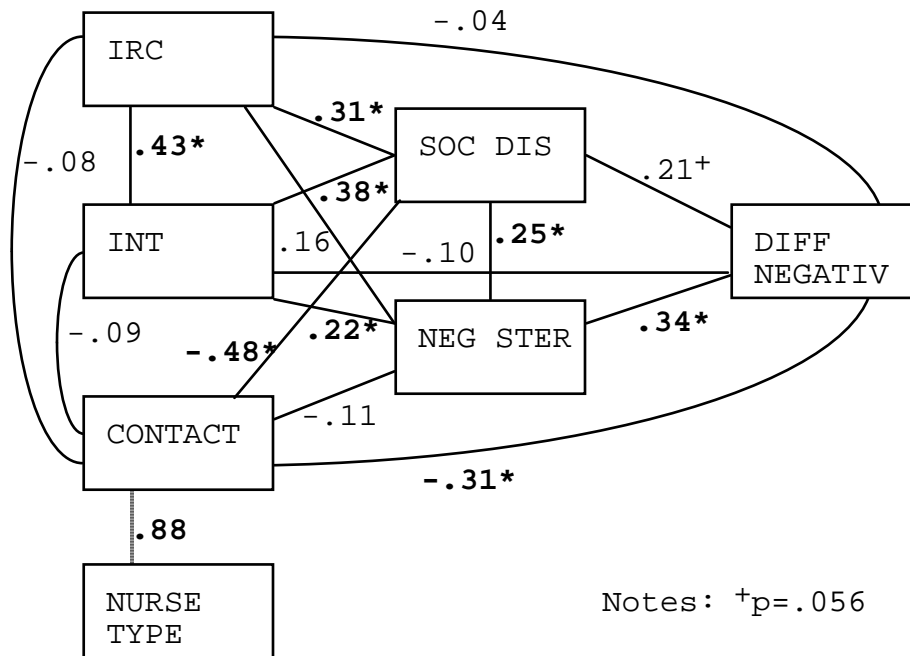 -.04
IRC
.31*
SOC DIS
-.08
.43*
.21+
.38*
INT
.16
-.10
.25*
DIFF
NEGATIV
-.09
.22*
-.48*
NEG STER
.34*
CONTACT
-.11
-.31*
.88
NURSE
TYPE
Notes: +p=.056